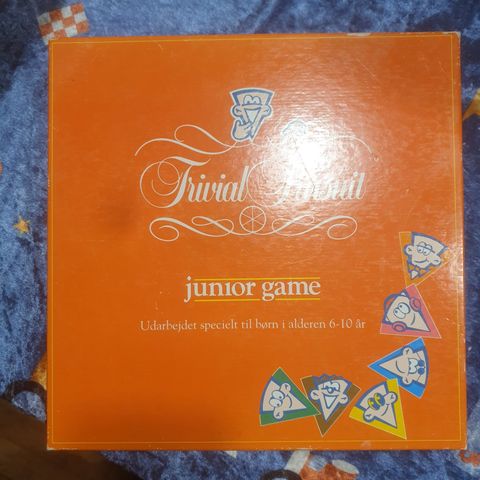 Trivial Pursuit
junior game
Udarbejdet specielt til børn i alderen 6-10 år